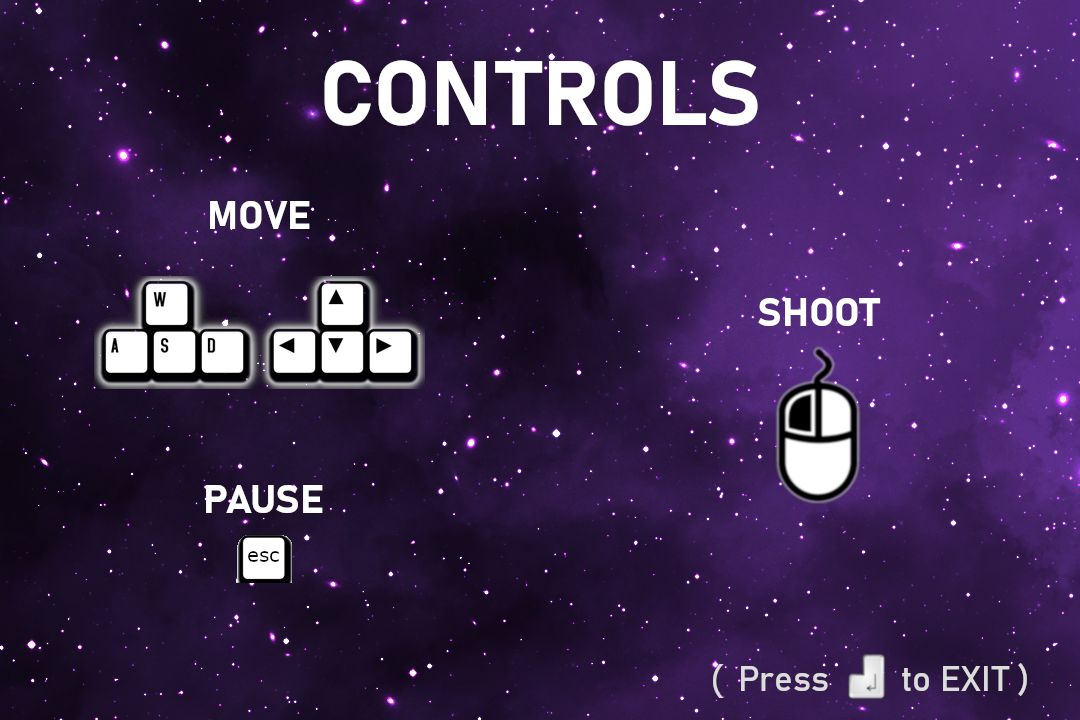 CONTROLS
MOVE
W
A S D
PAUSE
esc
SHOOT
( Press to EXIT )